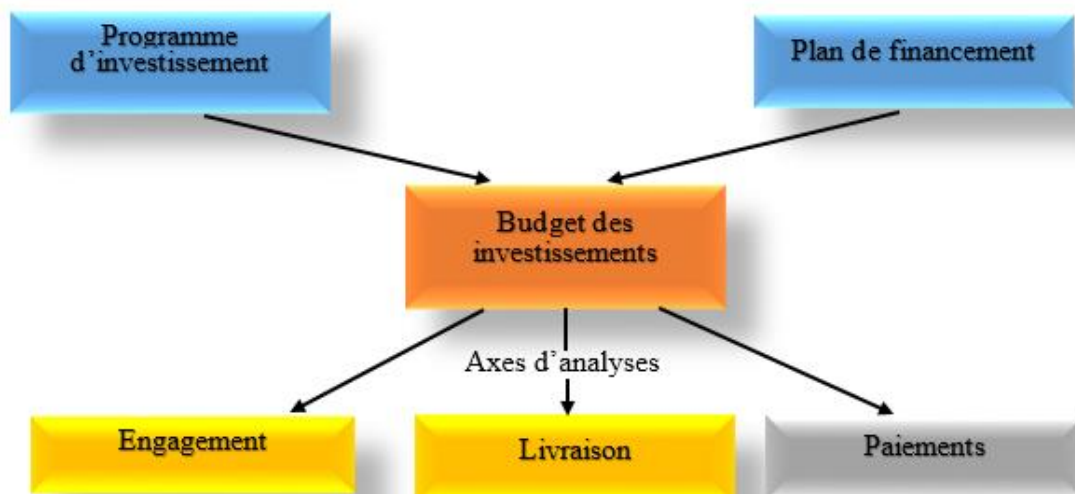 Programme
d’investissement
Plan de financement
Budget des
investissements
Axes d’analyses
Engagement
Livraison
Paiements